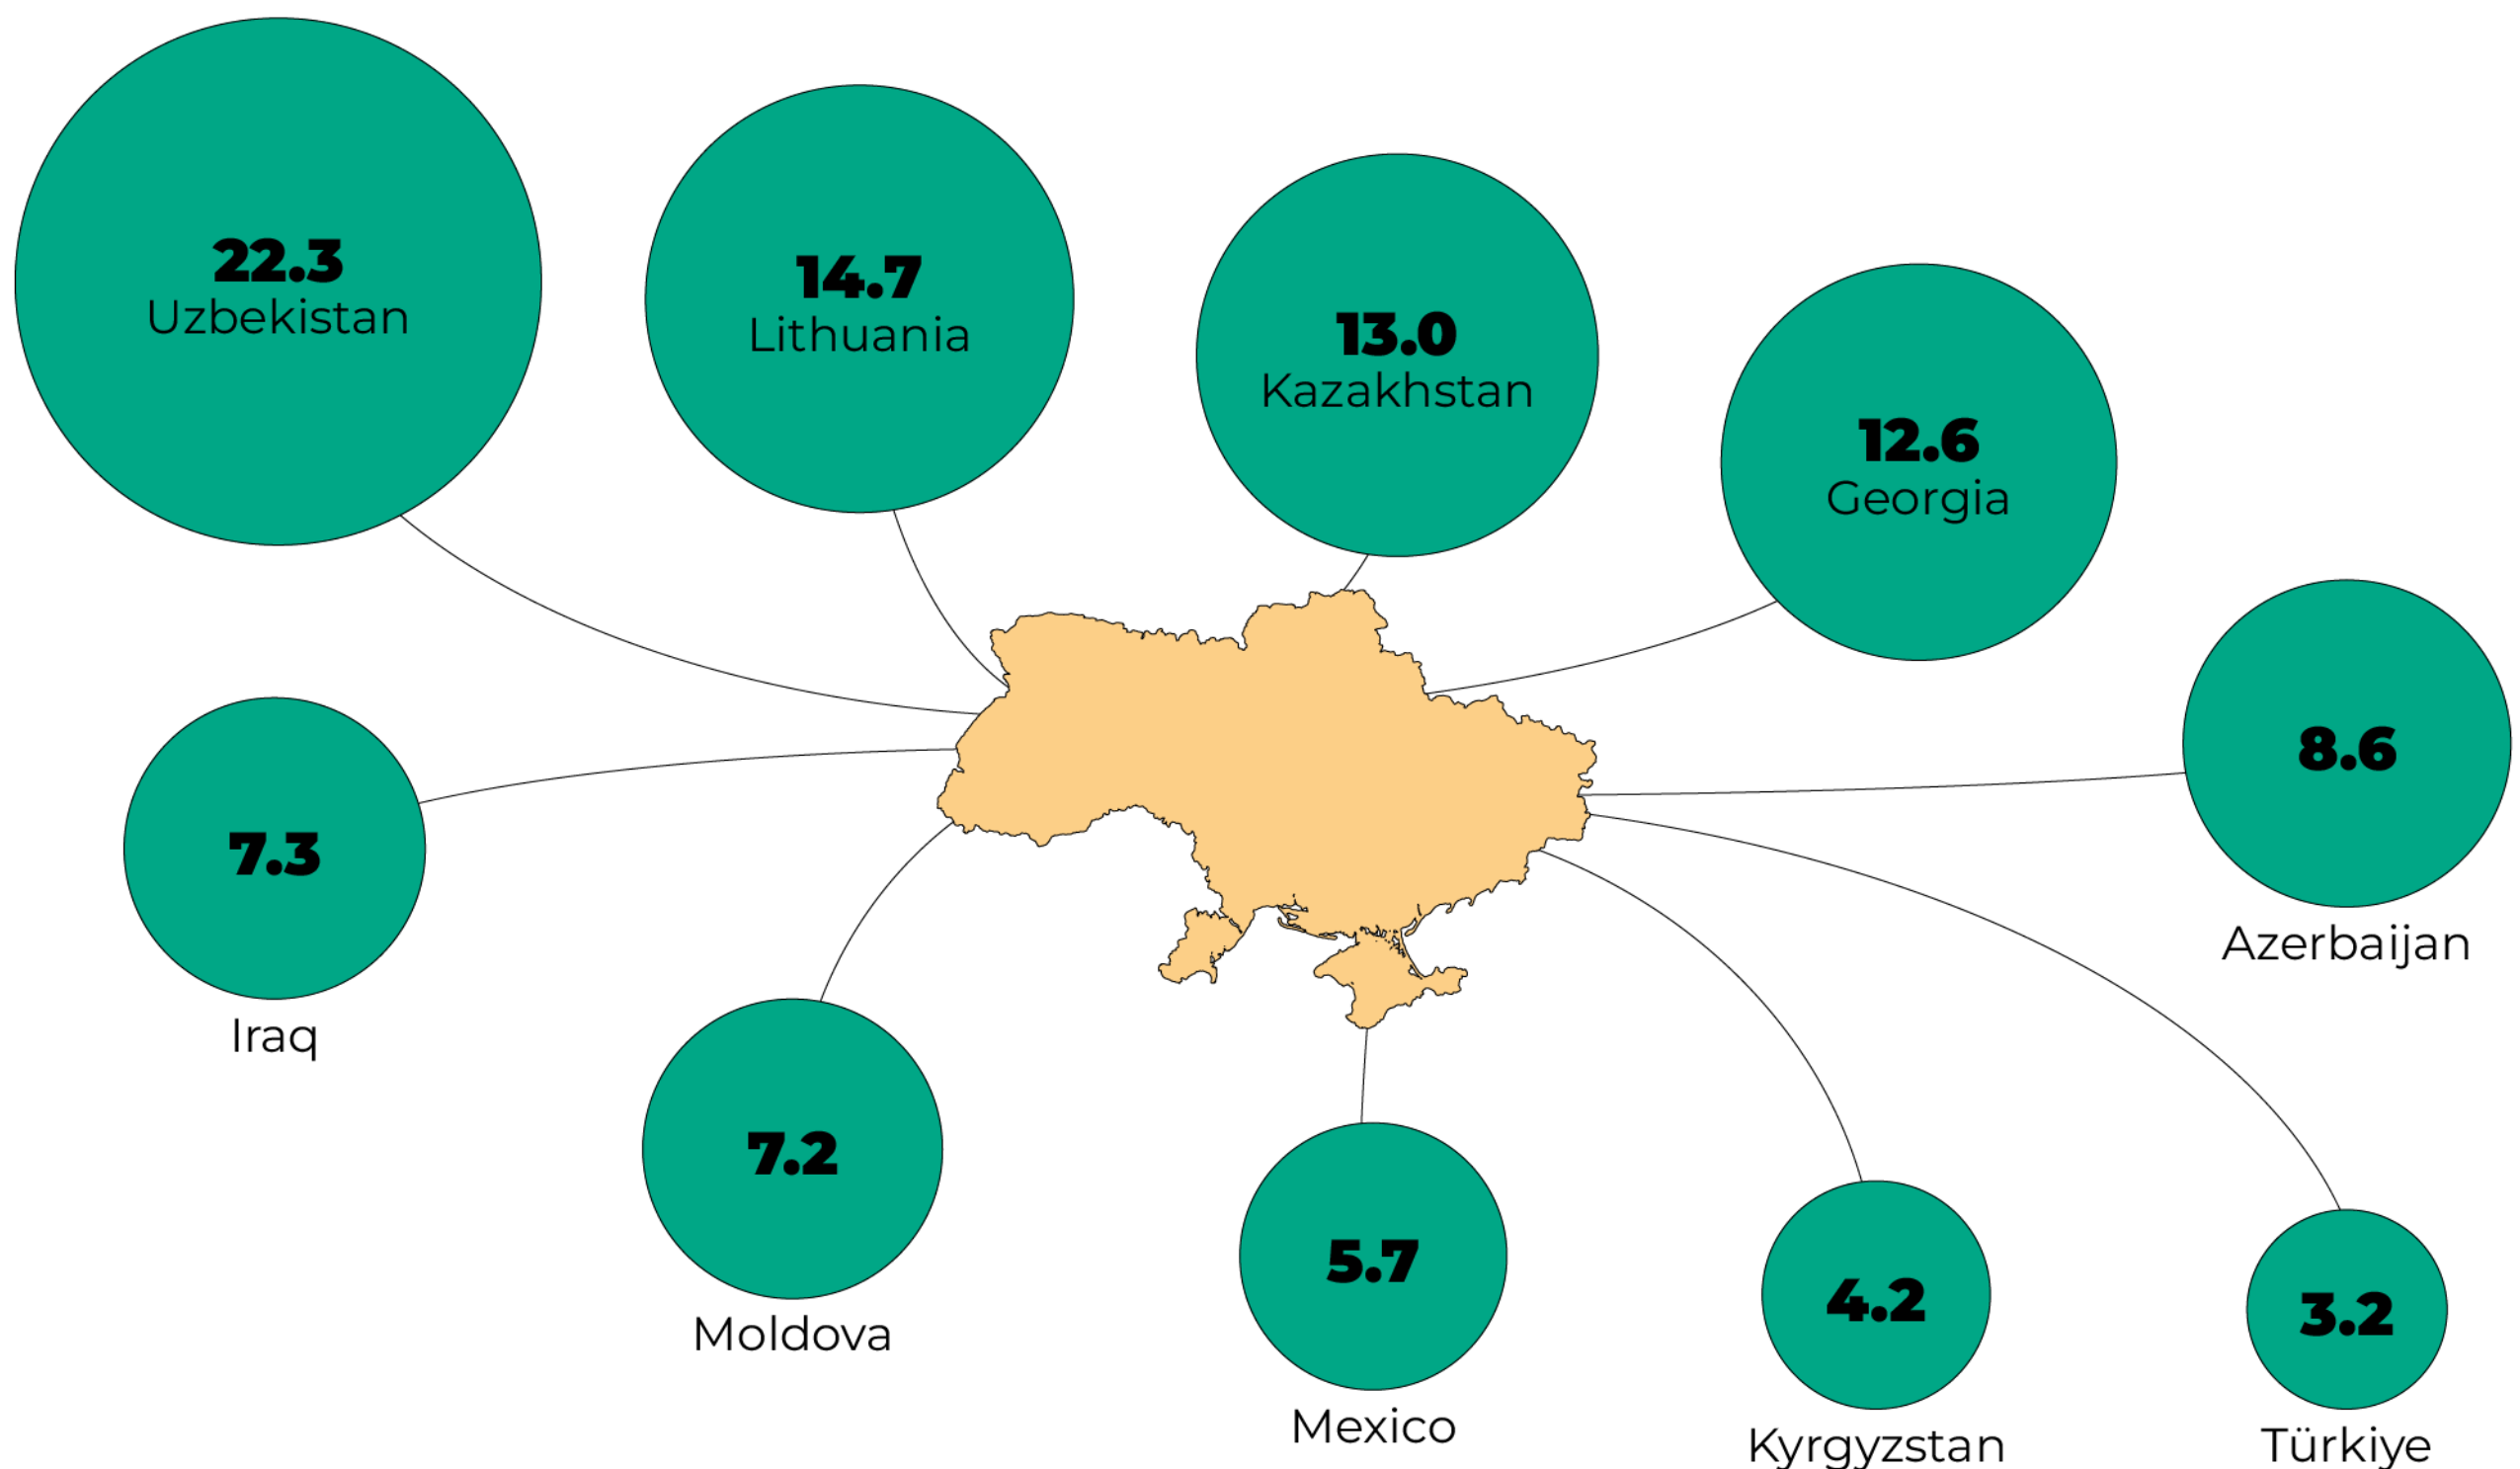 22.3
Uzbekistan
14.7
Lithuania
13.0
Kazakhstan
12.6
Georgia
8.6
Azerbaijan
7.3
Iraq
7.2
Moldova
5.7
Mexico
4.2
Kyrgyzstan
3.2
Türkiye